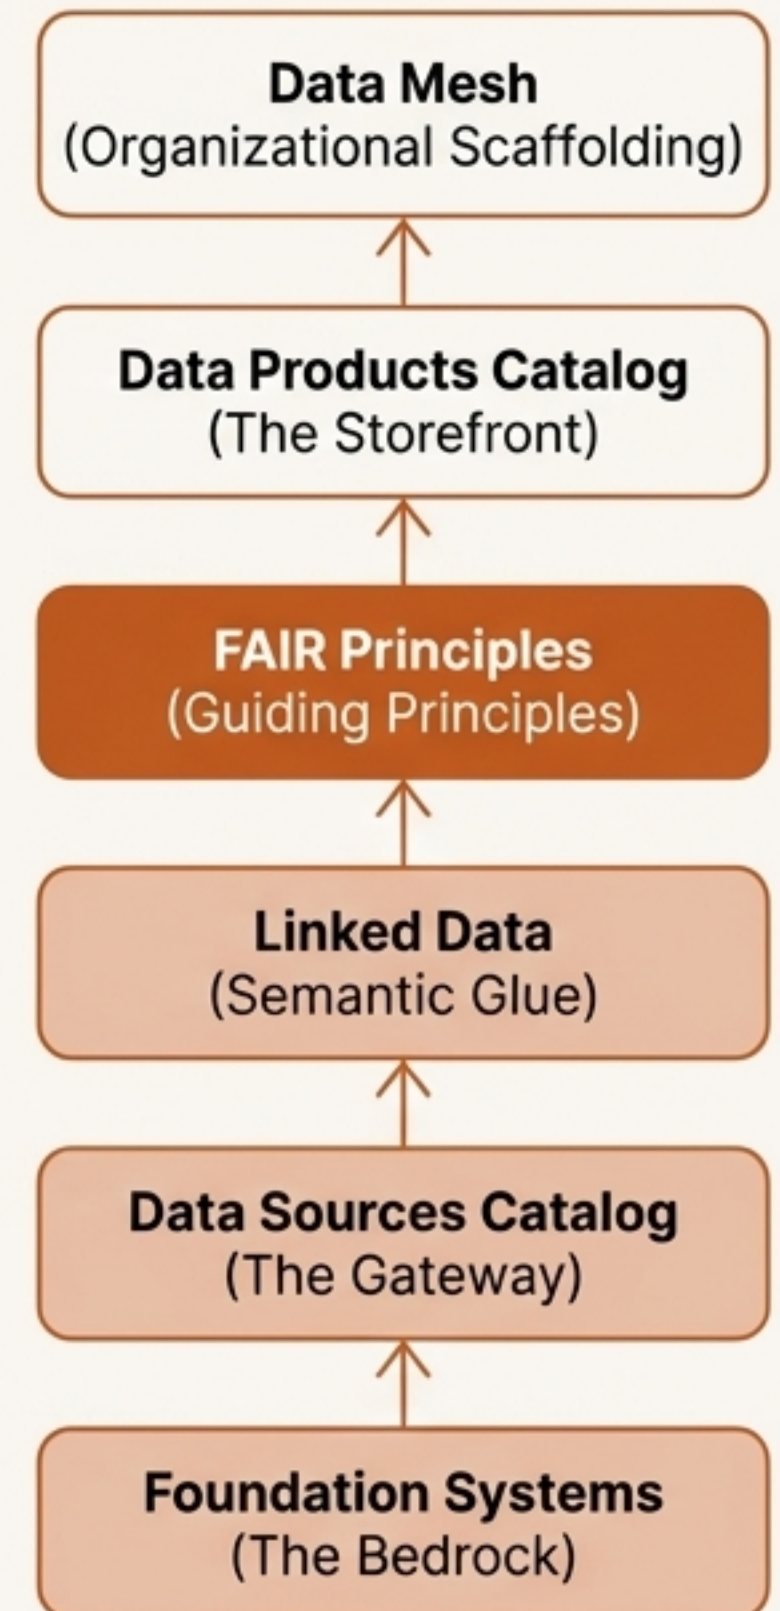 Data Mesh
(Organizational Scaffolding)
Data Products Catalog
(The Storefront)
FAIR Principles
(Guiding Principles)
Linked Data
(Semantic Glue)
Data Sources Catalog
(The Gateway)
Foundation Systems
(The Bedrock)